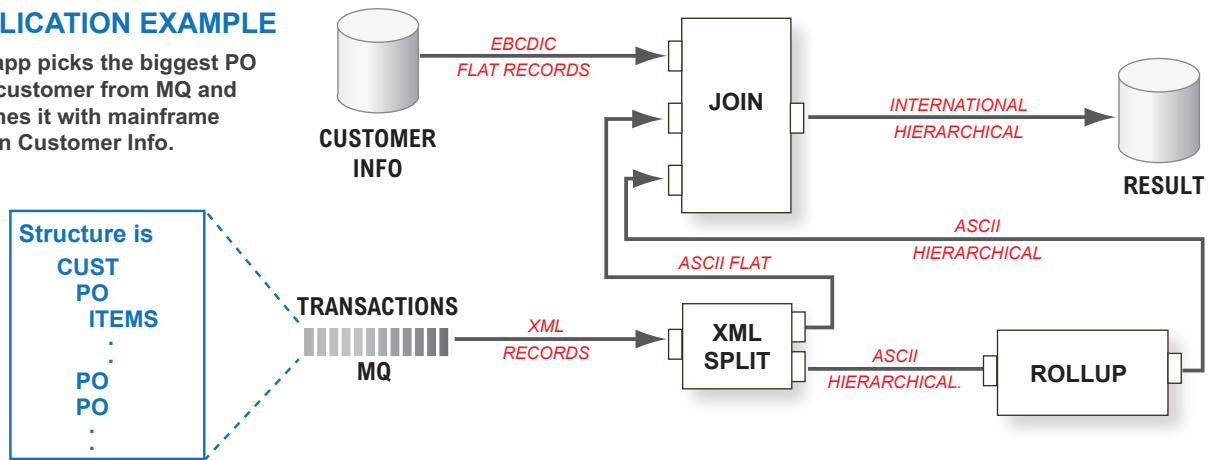 LICATION EXAMPLE
app picks the biggest PO
customer from MQ and
nes it with mainframe
n Customer Info.
CUSTOMER
INFO
EBCDIC
FLAT RECORDS
JOIN
INTERNATIONAL
HIERARCHICAL
RESULT
Structure is
CUST
PO
ITEMS
.
.
PO
PO
.
.
TRANSACTIONS
MQ
XML
RECORDS
XML
SPLIT
ASCII FLAT
ASCII
HIERARCHICAL
ASCII
HIERARCHICAL.
ROLLUP